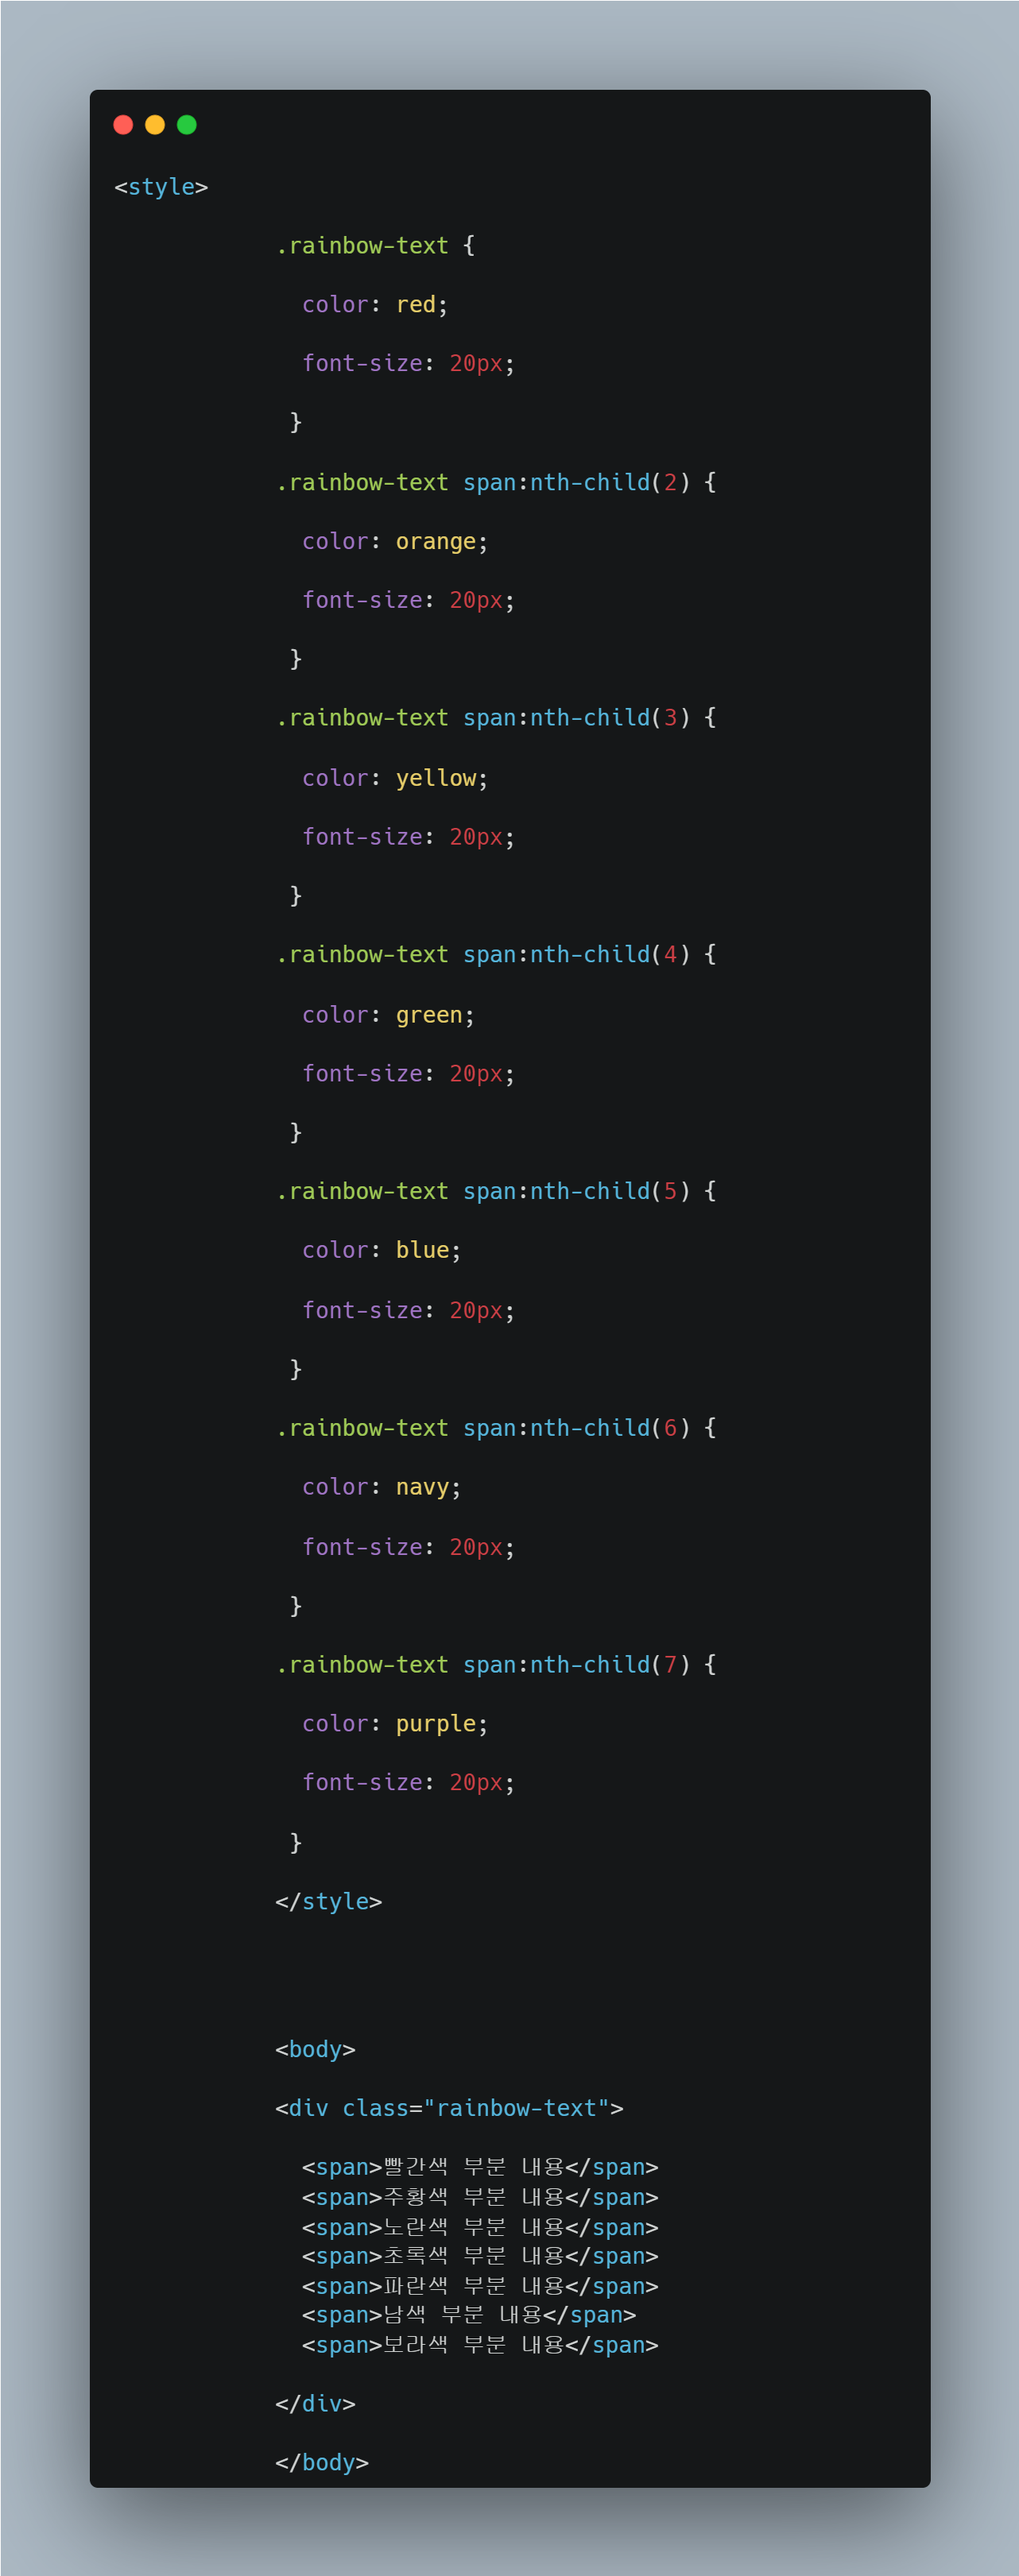 <style>
.rainbow-text {
color: red;
font-size: 20px;
}
.rainbow-text span:nth-child(2) {
color: orange;
font-size: 20px;
}
.rainbow-text span:nth-child(3) {
color: yellow;
font-size: 20px;
}
.rainbow-text span:nth-child(4) {
color: green;
font-size: 20px;
}
.rainbow-text span:nth-child(5) {
color: blue;
font-size: 20px;
}
.rainbow-text span:nth-child(6) {
color: navy;
font-size: 20px;
}
.rainbow-text span:nth-child(7) {
color: purple;
font-size: 20px;
}
</style>
<body>
<div class="rainbow-text">
<span>빨간색 부분 내용</span>
<span>주황색 부분 내용</span>
<span>노란색 부분 내용</span>
<span>초록색 부분 내용</span>
<span>파란색 부분 내용</span>
<span>남색 부분 내용</span>
<span>보라색 부분 내용</span>
</div>
</body>